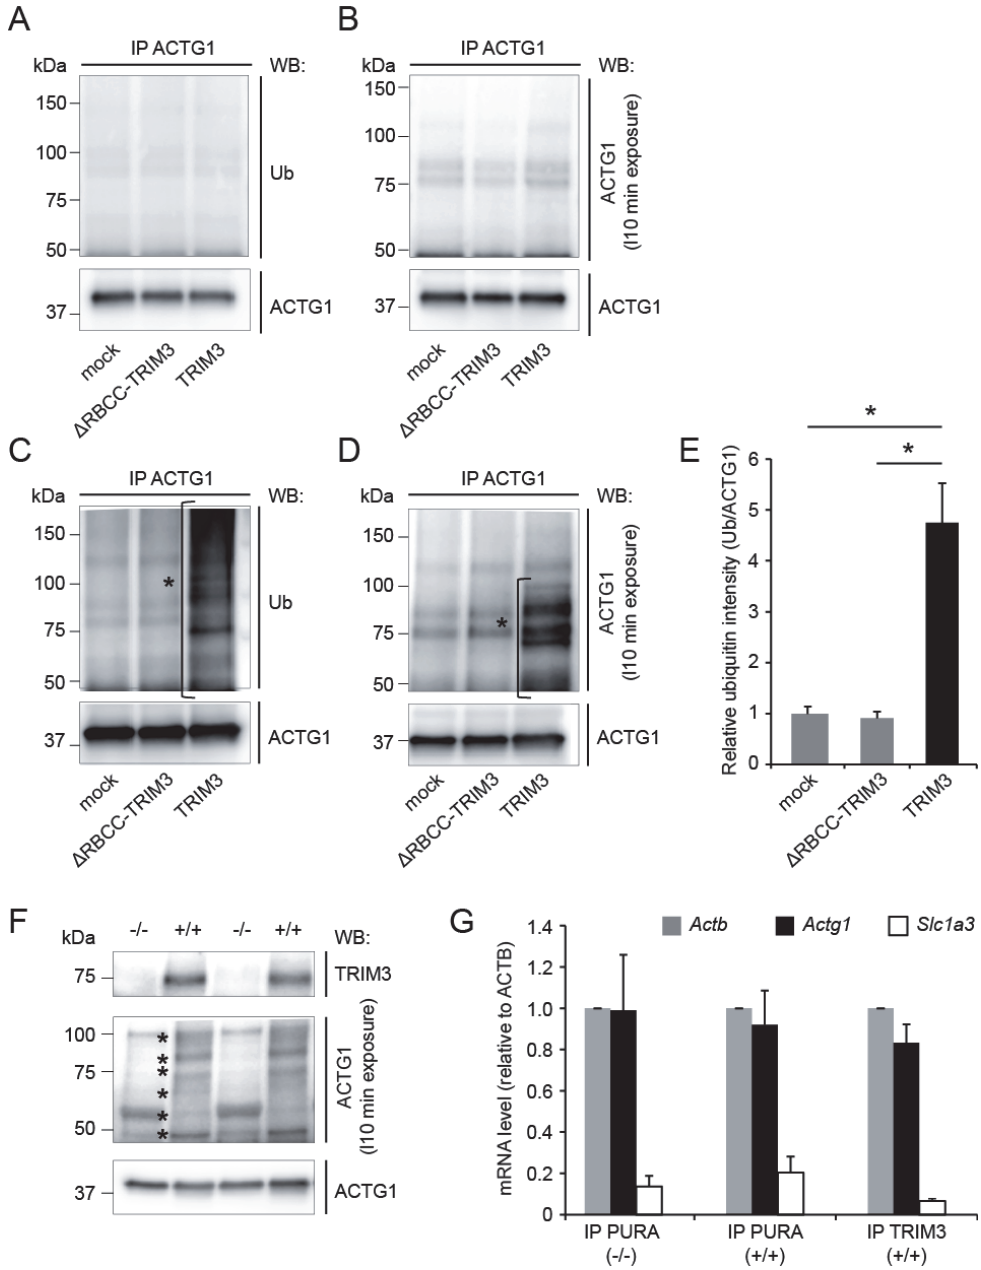 A
IP ACTG1
kDa
WB:
150
100
75
50
37
Ub
ACTG1
mock
ΔRBCC-TRIM3
TRIM3
B
IP ACTG1
kDa
WB:
150
100
75
50
37
ACTG1
(I10 min exposure)
ACTG1
mock
ΔRBCC-TRIM3
TRIM3
C
IP ACTG1
kDa
WB:
150
100
75
50
37
*
Ub
ACTG1
mock
ΔRBCC-TRIM3
TRIM3
D
IP ACTG1
kDa
WB:
150
100
75
50
37
*
ACTG1
(I10 min exposure)
ACTG1
mock
ΔRBCC-TRIM3
TRIM3
E
*
*
Relative ubiquitin intensity (Ub/ACTG1)
6
5
4
3
2
1
0
mock
ΔRBCC-TRIM3
TRIM3
F
-/- +/+ -/- +/+
kDa
WB:
75
TRIM3
100
75
50
*
*
*
*
*
*
ACTG1
(I10 min exposure)
37
ACTG1
G
Actb Actg1 Slc1a3
mRNA level (relative to ACTB)
1.4
1.2
1.0
0.8
0.6
0.4
0.2
0
IP PURA
(-/-)
IP PURA
(+/+)
IP TRIM3
(+/+)